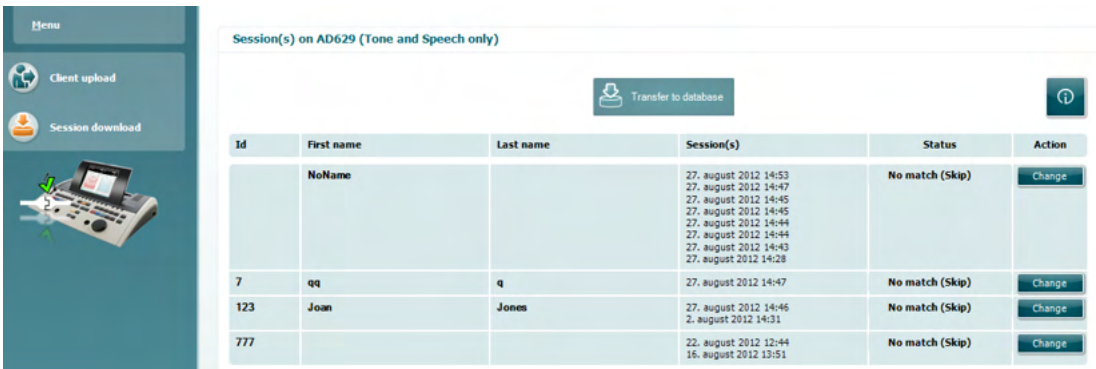 Menu
Client upload
Session download
Session(s) on AD629 (Tone and Speech only)
Transfer to database
Id First name Last name Session(s) Status Action
NoName 27. august 2012 14:53 No match (Skip) Change
27. august 2012 14:47
27. august 2012 14:45
27. august 2012 14:45
27. august 2012 14:44
27. august 2012 14:44
27. august 2012 14:43
27. august 2012 14:28
7 qq q 27. august 2012 14:47 No match (Skip) Change
123 Joan Jones 27. august 2012 14:46 No match (Skip) Change
2. august 2012 14:31
777 22. august 2012 12:44 No match (Skip) Change
16. august 2012 13:51